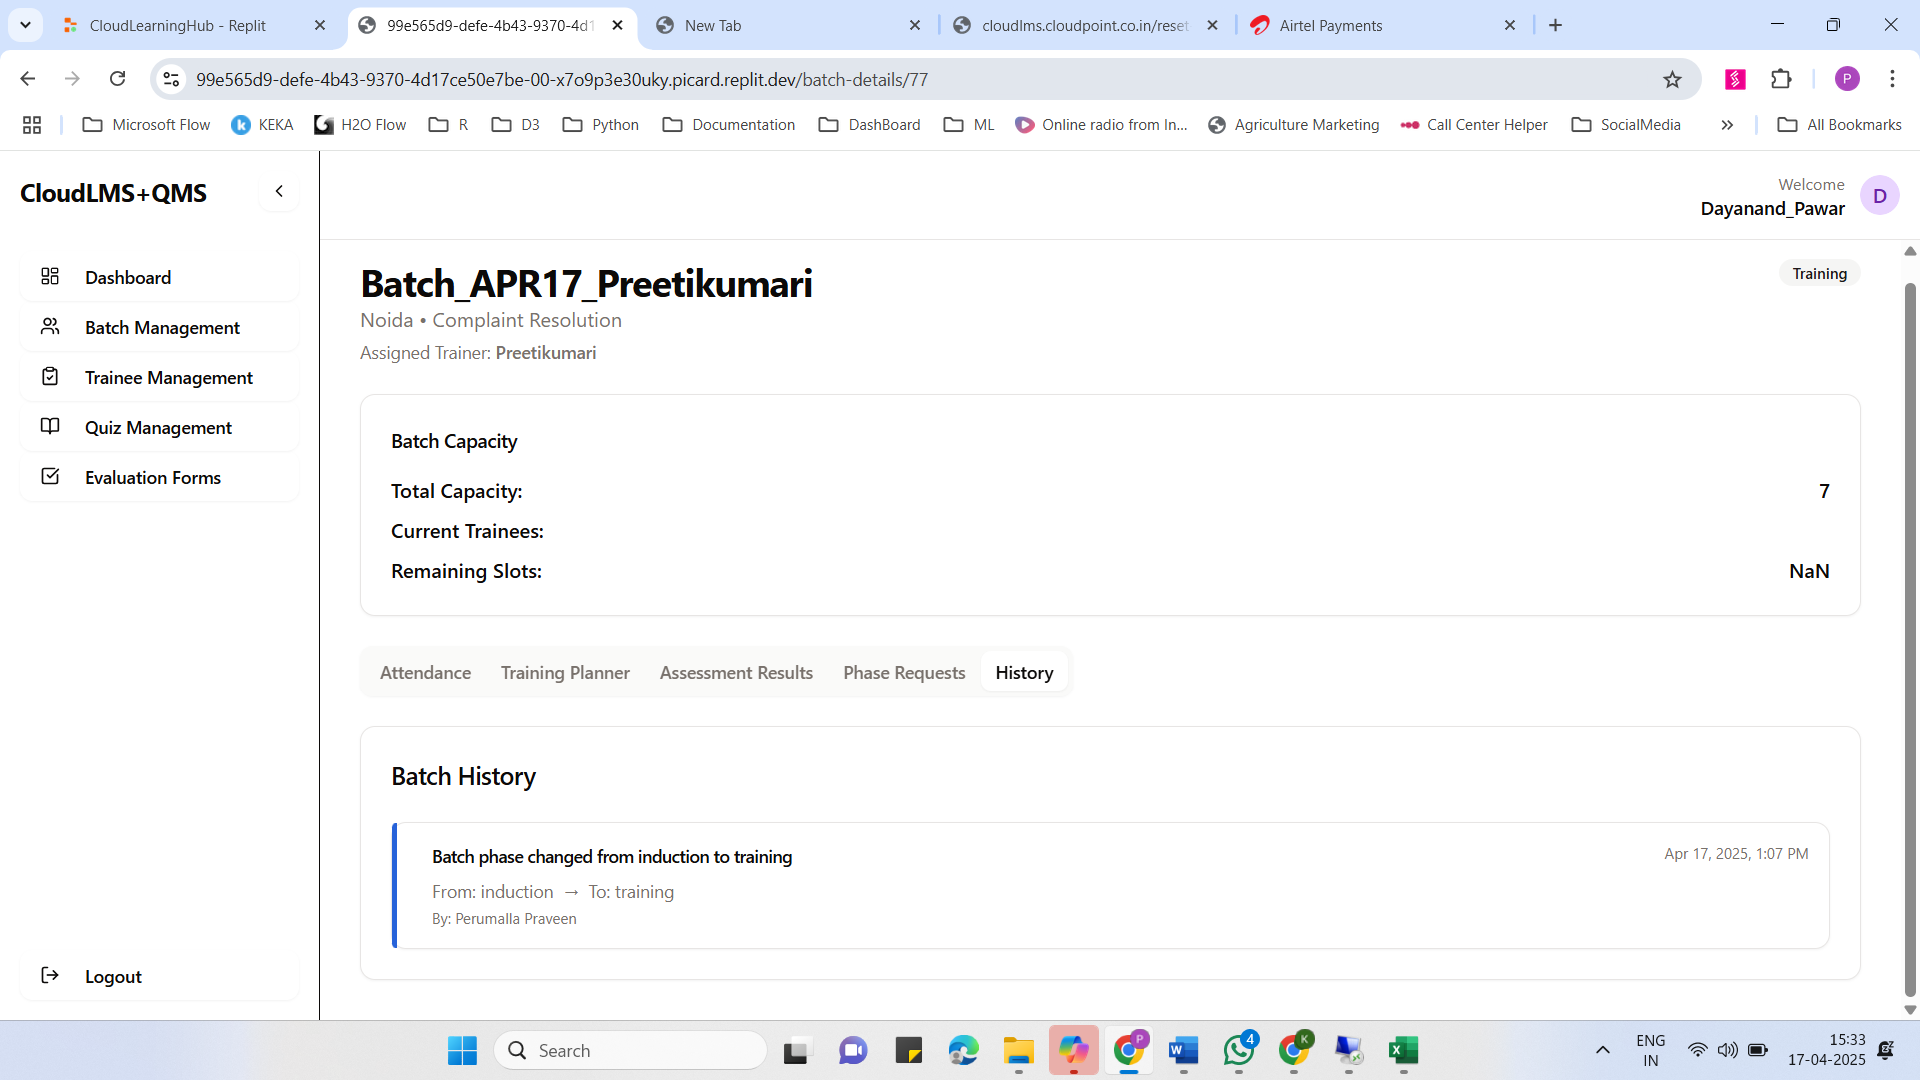 CloudLearningHub - Replit
99e565d9-defe-4b43-9370-4d1
New Tab
cloudlms.cloudpoint.co.in/reset
Airtel Payments
99e565d9-defe-4b43-9370-4d17ce50e7be-00-x7o9p3e30uky.picard.replit.dev/batch-details/77
P
Microsoft Flow
KEKA
H2O Flow
R
D3
Python
Documentation
DashBoard
ML
Online radio from In...
Agriculture Marketing
Call Center Helper
SocialMedia
All Bookmarks
CloudLMS+QMS
Welcome
Dayanand_Pawar
D
Dashboard
Batch Management
Trainee Management
Quiz Management
Evaluation Forms
Logout
Batch_APR17_Preetikumari
Training
Noida • Complaint Resolution
Assigned Trainer: Preetikumari
Batch Capacity
Total Capacity: 7
Current Trainees:
Remaining Slots: NaN
Attendance
Training Planner
Assessment Results
Phase Requests
History
Batch History
Batch phase changed from induction to training
Apr 17, 2025, 1:07 PM
From: induction → To: training
By: Perumalla Praveen
Search
P
4
K
ENG
IN
15:33
17-04-2025